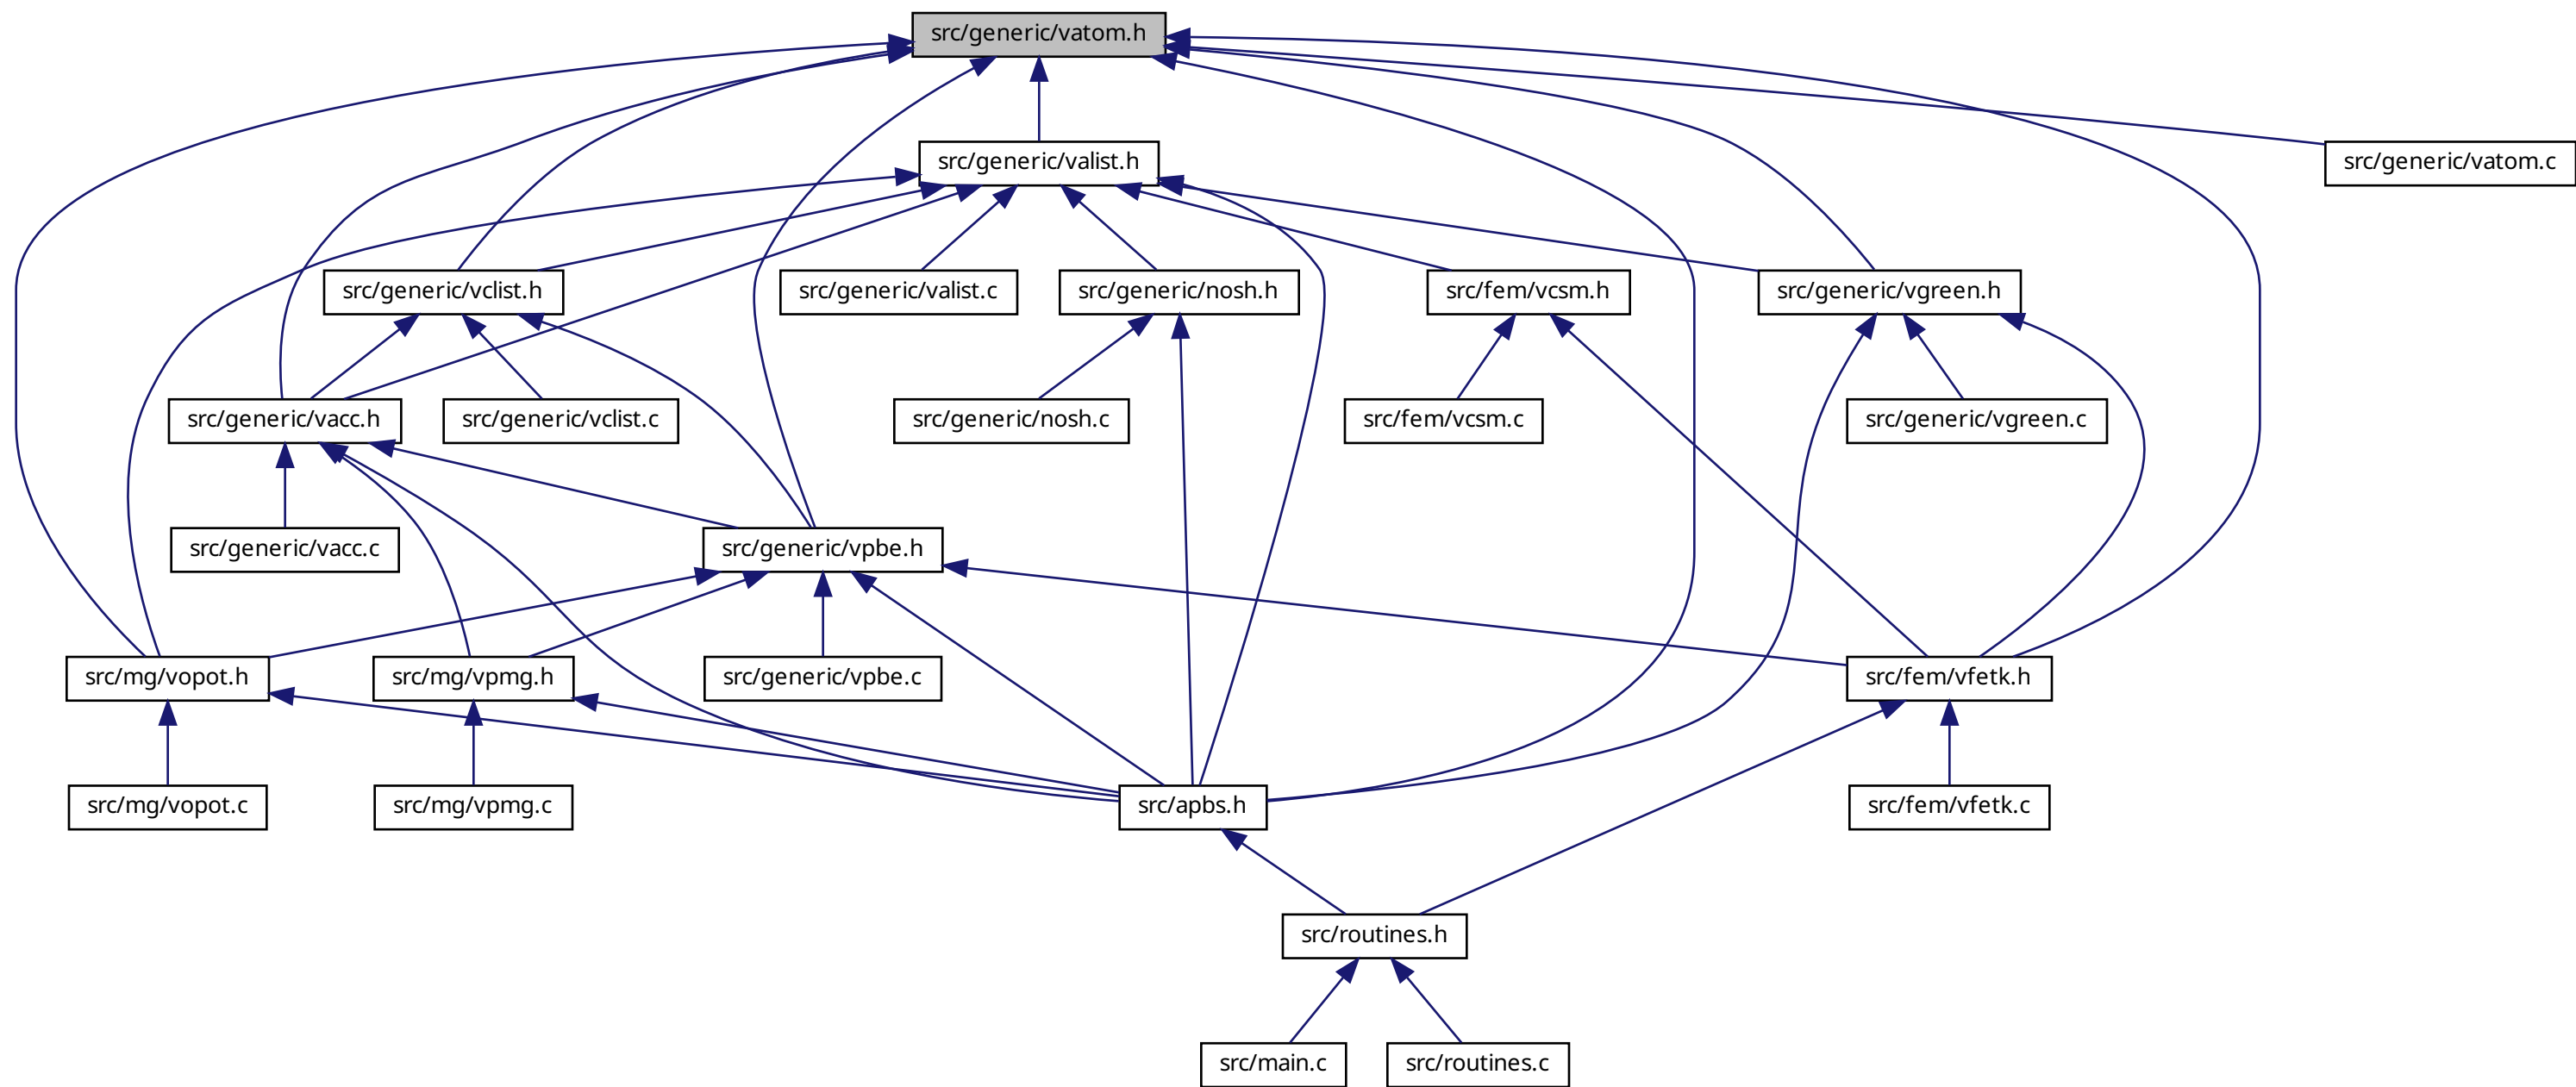 src/generic/vatom.h
src/generic/valist.h
src/generic/vatom.c
src/generic/vclist.h
src/generic/valist.c
src/generic/nosh.h
src/fem/vcsm.h
src/generic/vgreen.h
src/generic/vacc.h
src/generic/vclist.c
src/generic/nosh.c
src/fem/vcsm.c
src/generic/vgreen.c
src/generic/vacc.c
src/generic/vpbe.h
src/mg/vopot.h
src/mg/vpmg.h
src/generic/vpbe.c
src/fem/vfetk.h
src/mg/vopot.c
src/mg/vpmg.c
src/apbs.h
src/fem/vfetk.c
src/routines.h
src/main.c
src/routines.c